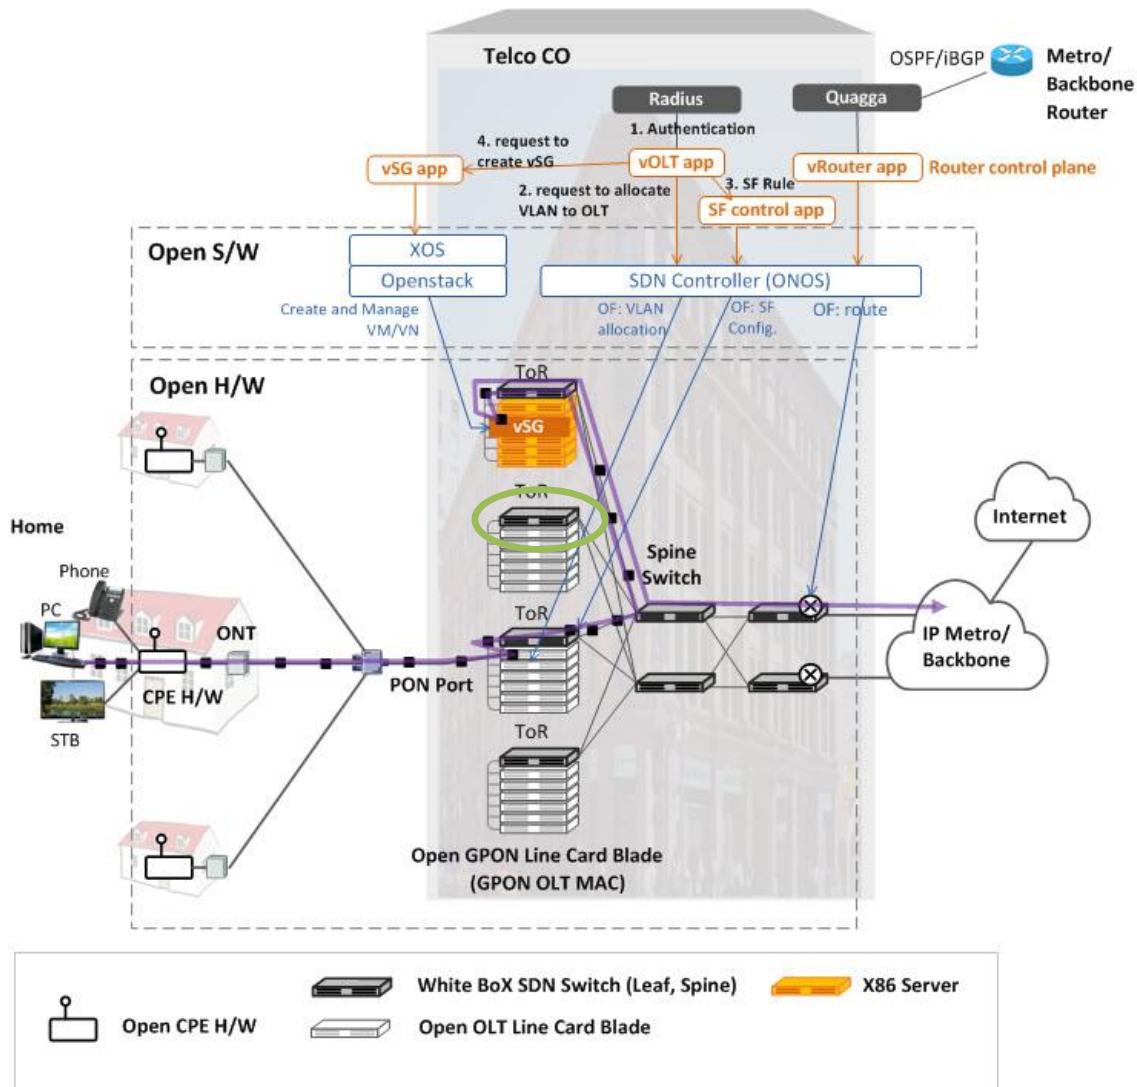 Telco CO
OSPF/iBGP
Metro/
Backbone
Router
Radius
Quagga
1. Authentication
4. request to
create vSG
vSG app
vOLT app
vRouter app
Router control plane
2. request to allocate
VLAN to OLT
3. SF Rule
SF control app
Open S/W
XOS
Openstack
SDN Controller (ONOS)
Create and Manage
VM/VN
OF: VLAN
allocation
OF: SF
Config.
OF: route
Open H/W
ToR
vSG
ToR
Home
Phone
PC
ONT
CPE H/W
STB
PON Port
ToR
Spine
Switch
Internet
IP Metro/
Backbone
ToR
Open GPON Line Card Blade
(GPON OLT MAC)
White BoX SDN Switch (Leaf, Spine)
X86 Server
Open CPE H/W
Open OLT Line Card Blade